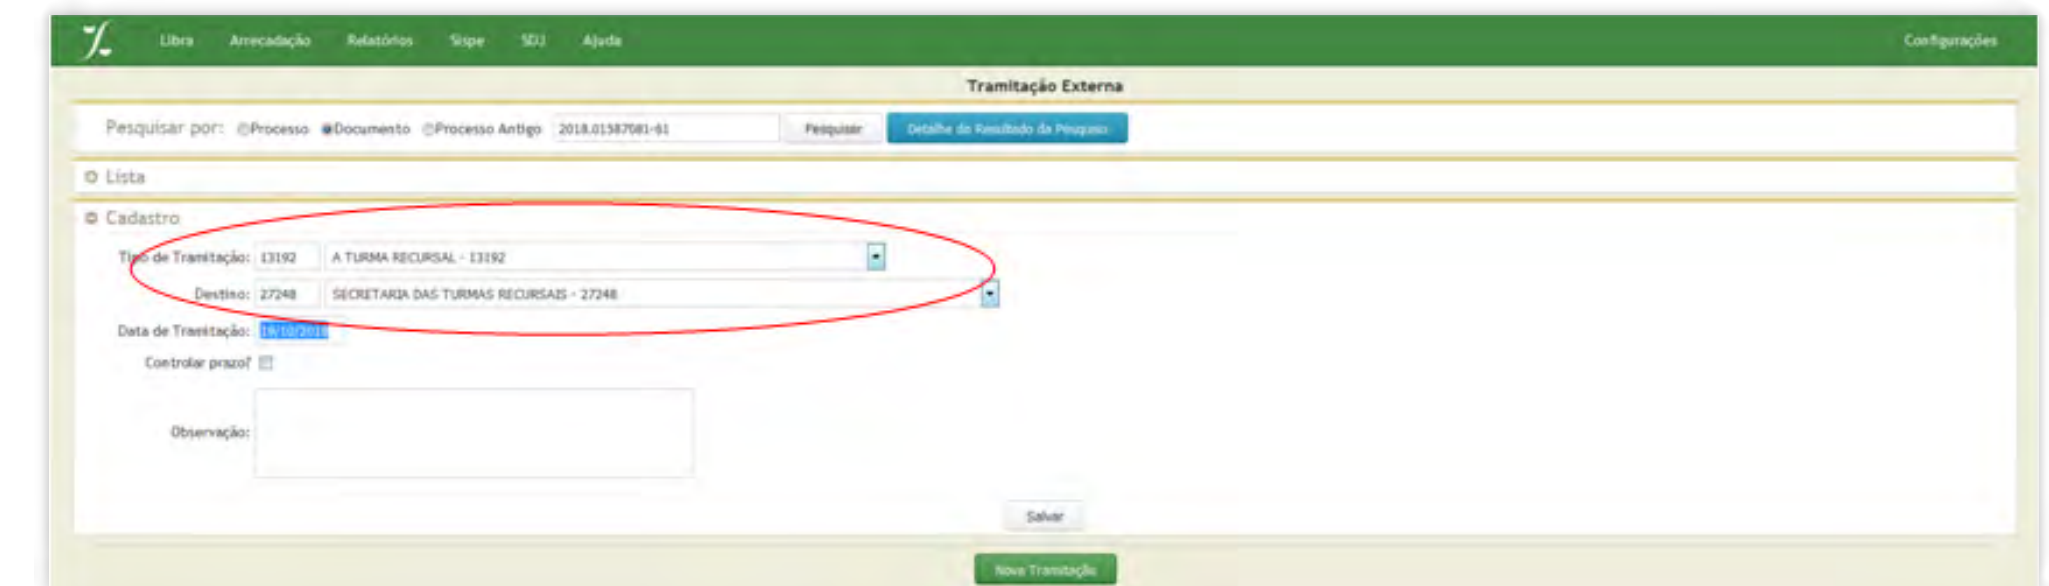 Libra Arrecadação Relatórios Sispe SDJ Ajuda Configurações
Tramitação Externa
Pesquisar por: Processo Documento Processo Antigo 2018.01587081-61 Pesquisar Detalhe do Resultado da Pesquisa
Lista
Cadastro
Tipo de Tramitação: 13192 A TURMA RECURSAL - 13192
Destino: 27248 SECRETARIA DAS TURMAS RECURSAIS - 27248
Data de Tramitação:
Controlar prazo?
Observação:
Salvar
Nova Tramitação